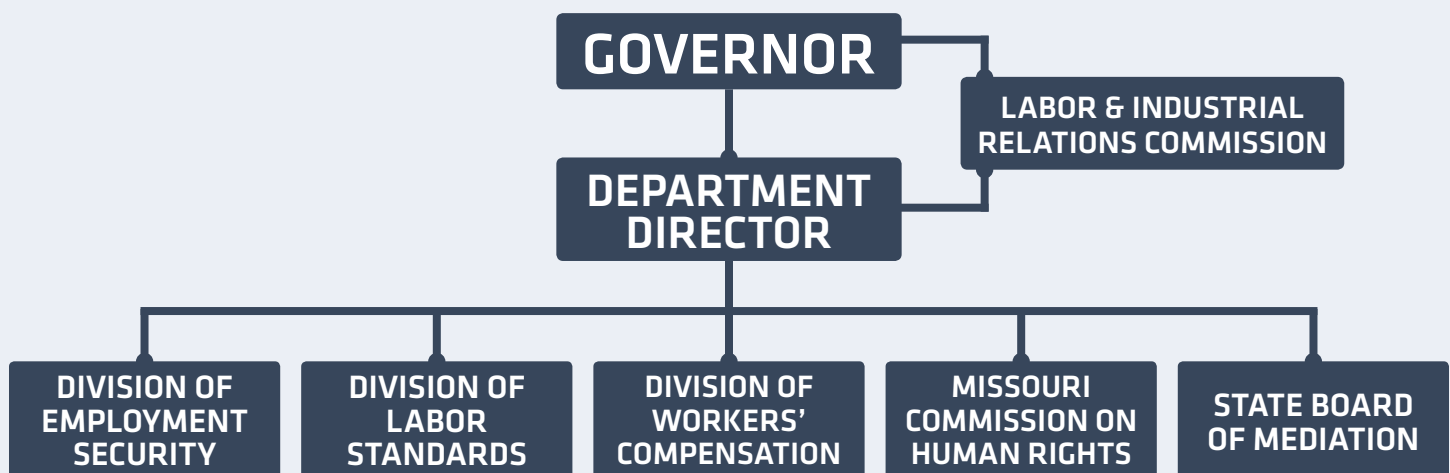 GOVERNOR
LABOR & INDUSTRIAL
RELATIONS COMMISSION
DEPARTMENT
DIRECTOR
DIVISION OF
EMPLOYMENT
SECURITY
DIVISION OF
LABOR
STANDARDS
DIVISION OF
WORKERS’
COMPENSATION
MISSOURI
COMMISSION ON
HUMAN RIGHTS
STATE BOARD
OF MEDIATION